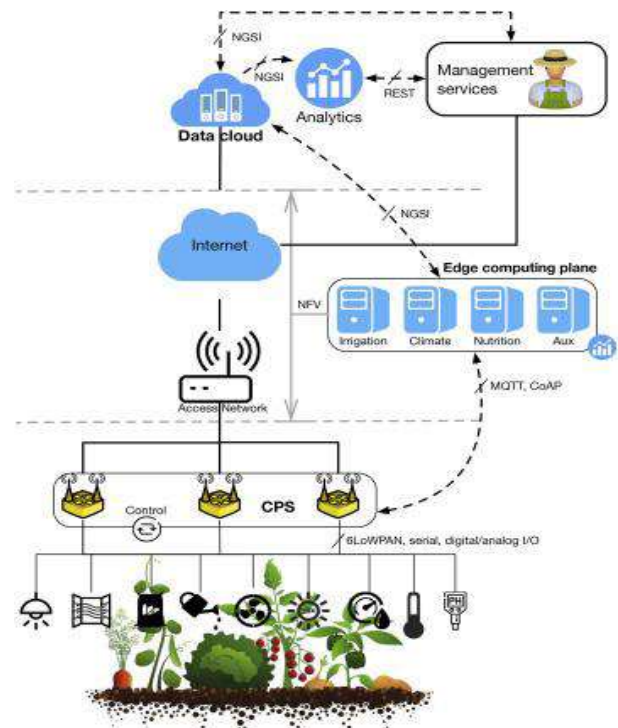 NGSI
NGSI
Management
services
REST
Analytics
Data cloud
NGSI
Internet
Edge computing plane
NFV
Irrigation
Climate
Nutrition
Aux
MQTT, CoAP
Access Network
Control
CPS
6LoWPAN, serial, digital/analog I/O
PH